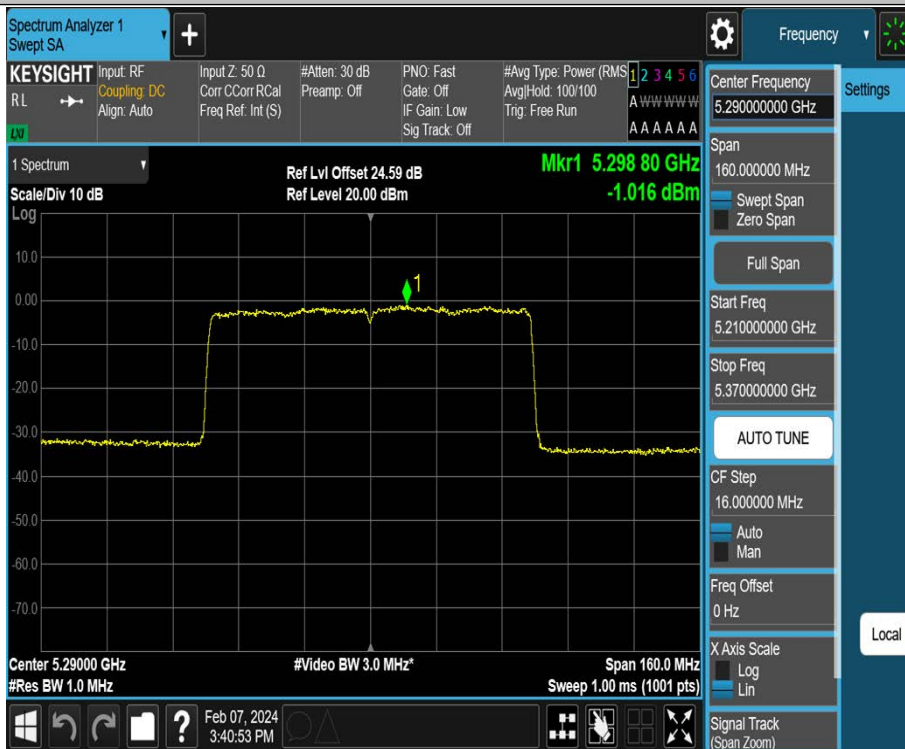 Spectrum Analyzer 1
Swept SA
Frequency
KEYSIGHT
RL
LXI
Input: RF
Coupling: DC
Align: Auto
Input Z: 50 Ω
Corr CCorr RCal
Freq Ref: Int (S)
#Atten: 30 dB
Preamp: Off
PNO: Fast
Gate: Off
IF Gain: Low
Sig Track: Off
#Avg Type: Power (RMS
Avg|Hold: 100/100
Trig: Free Run
1 2 3 4 5 6
A W W W W W
A A A A A A
1 Spectrum
Scale/Div 10 dB
Log
Ref Lvl Offset 24.59 dB
Ref Level 20.00 dBm
Mkr1 5.298 80 GHz
-1.016 dBm
1
10.0
0.00
-10.0
-20.0
-30.0
-40.0
-50.0
-60.0
-70.0
Center 5.29000 GHz
#Res BW 1.0 MHz
#Video BW 3.0 MHz*
Span 160.0 MHz
Sweep 1.00 ms (1001 pts)
Center Frequency
5.290000000 GHz
Span
160.000000 MHz
Swept Span
Zero Span
Full Span
Start Freq
5.210000000 GHz
Stop Freq
5.370000000 GHz
AUTO TUNE
CF Step
16.000000 MHz
Auto
Man
Freq Offset
0 Hz
X Axis Scale
Log
Lin
Signal Track
(Span Zoom)
Settings
Local
?
Feb 07, 2024
3:40:53 PM